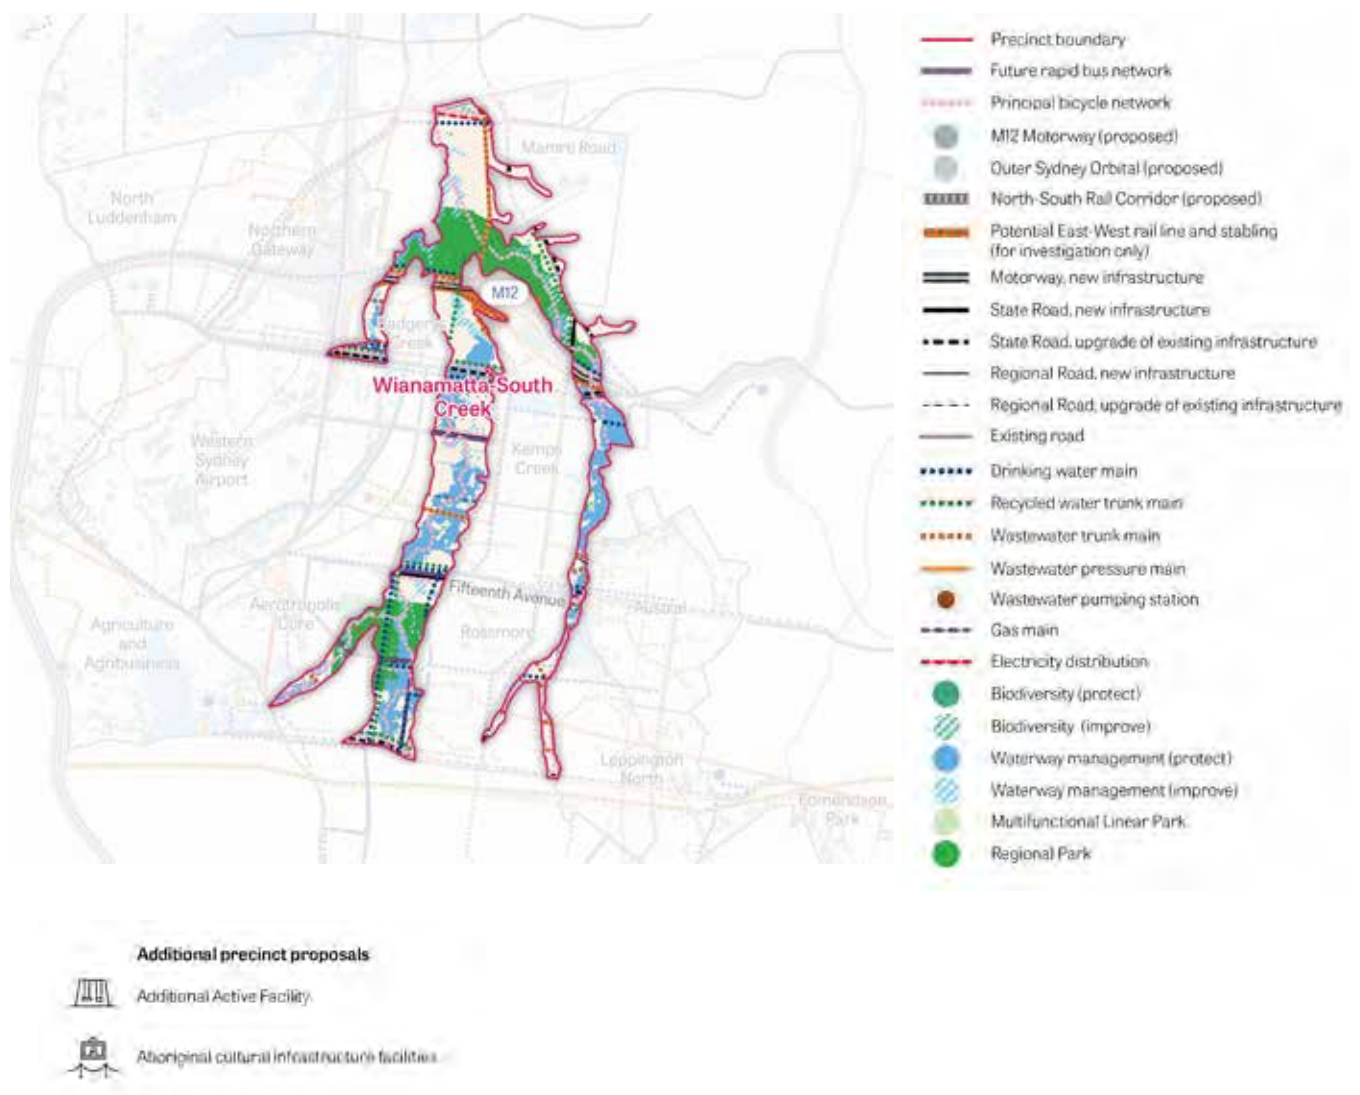 Mamre Road
North
Luddenham
Northern
Gateway
M12
Badgerys
Creek
Wianamatta-South
Creek
Western
Sydney
Airport
Kemps
Creek
Fifteenth Avenue
Aerotropolis
Core
Austral
Rossmore
Agriculture
and
Agribusiness
Leppington
North
Edmondson
Park
Precinct boundary
Future rapid bus network
Principal bicycle network
M12 Motorway (proposed)
Outer Sydney Orbital (proposed)
North-South Rail Corridor (proposed)
Potential East-West rail line and stabling
(for investigation only)
Motorway, new infrastructure
State Road, new infrastructure
State Road, upgrade of existing infrastructure
Regional Road, new infrastructure
Regional Road, upgrade of existing infrastructure
Existing road
Drinking water main
Recycled water trunk main
Wastewater trunk main
Wastewater pressure main
Wastewater pumping station
Gas main
Electricity distribution
Biodiversity (protect)
Biodiversity (improve)
Waterway management (protect)
Waterway management (improve)
Multifunctional Linear Park
Regional Park
Additional precinct proposals
Additional Active Facility
Aboriginal cultural infrastructure facilities